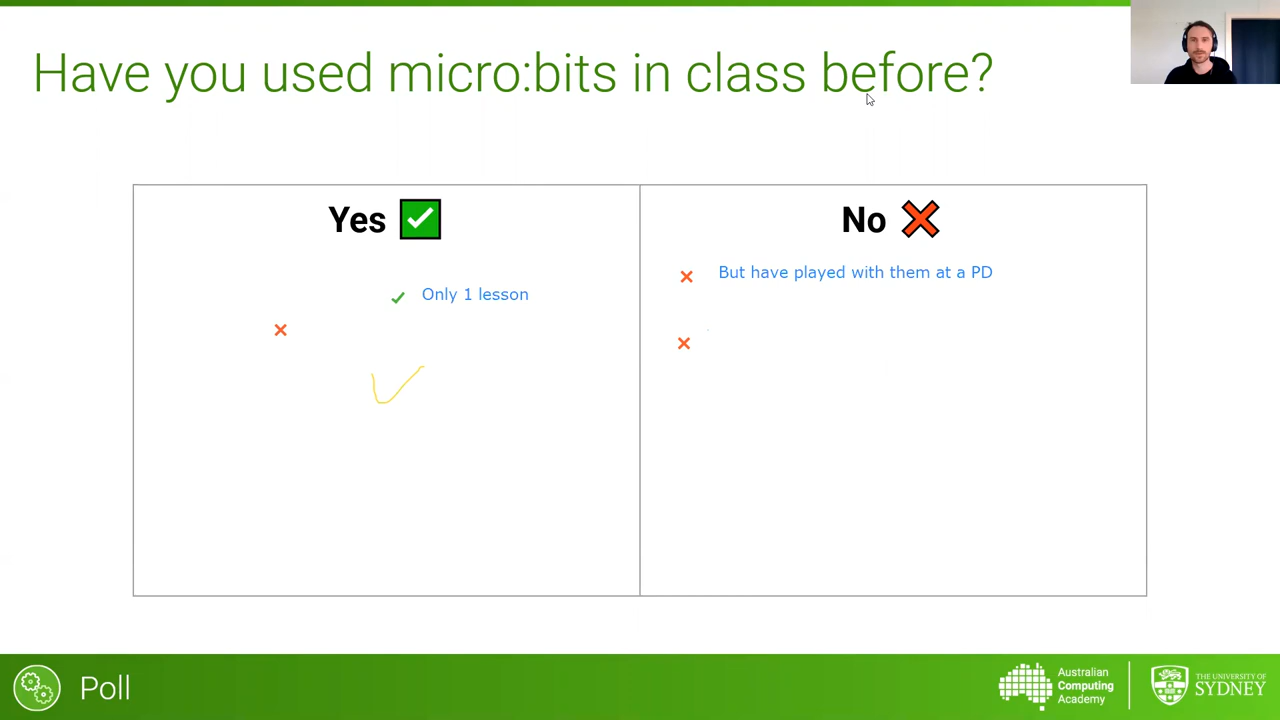 Have you used micro:bits in class before?
Yes
No
Only 1 lesson
But have played with them at a PD
Poll
Australian
Computing
Academy
THE UNIVERSITY OF
SYDNEY